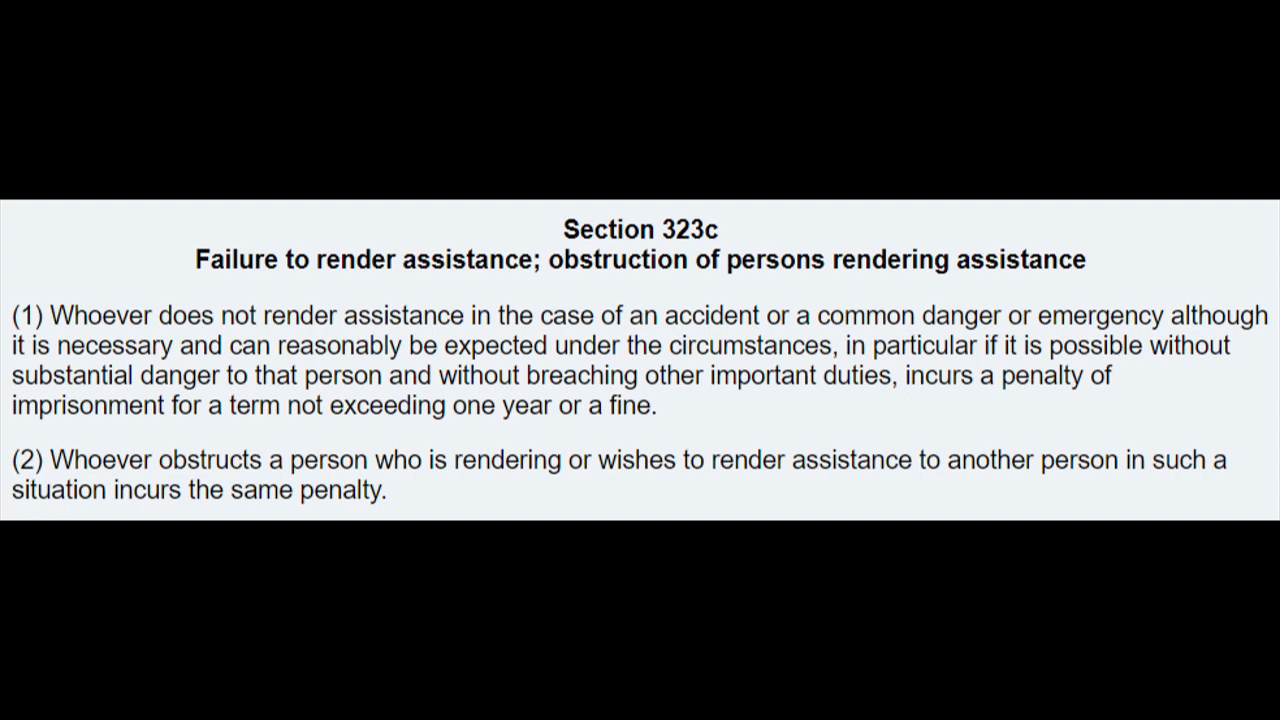 Section 323c
Failure to render assistance; obstruction of persons rendering assistance
(1) Whoever does not render assistance in the case of an accident or a common danger or emergency although
it is necessary and can reasonably be expected under the circumstances, in particular if it is possible without
substantial danger to that person and without breaching other important duties, incurs a penalty of
imprisonment for a term not exceeding one year or a fine.
(2) Whoever obstructs a person who is rendering or wishes to render assistance to another person in such a
situation incurs the same penalty.